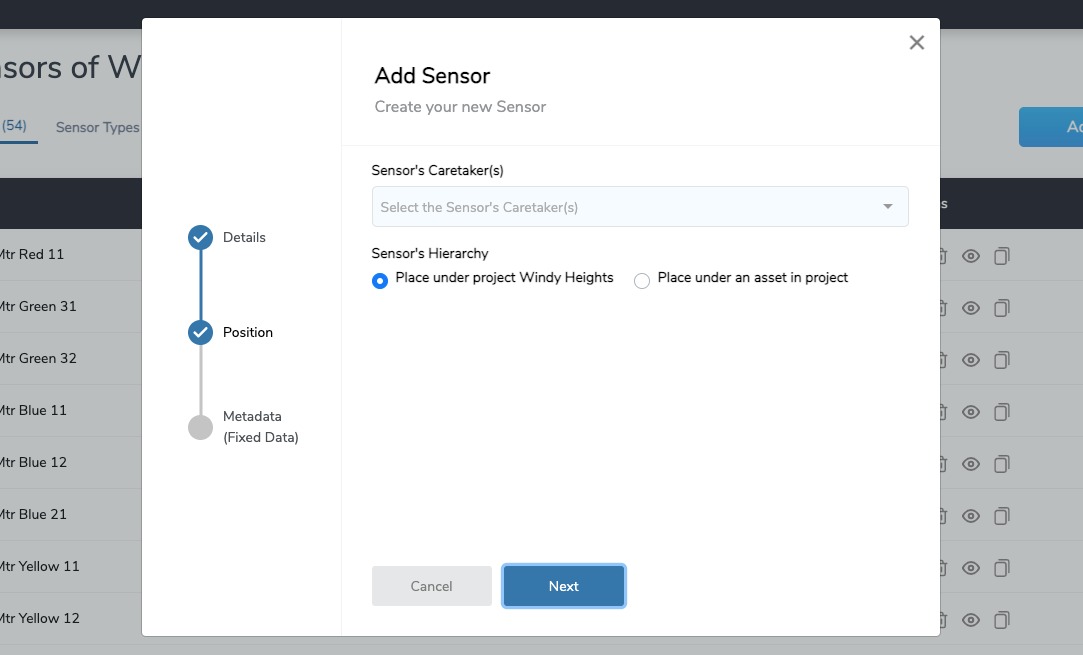 Add Sensor
Create your new Sensor
(54)
Sensor Types
Sensor's Caretaker(s)
Select the Sensor's Caretaker(s)
Details
Sensor's Hierarchy
Place under project Windy Heights
Place under an asset in project
Position
Metadata
(Fixed Data)
Cancel
Next
Mtr Red 11
Mtr Green 31
Mtr Green 32
Mtr Blue 11
Mtr Blue 12
Mtr Blue 21
Mtr Yellow 11
Mtr Yellow 12